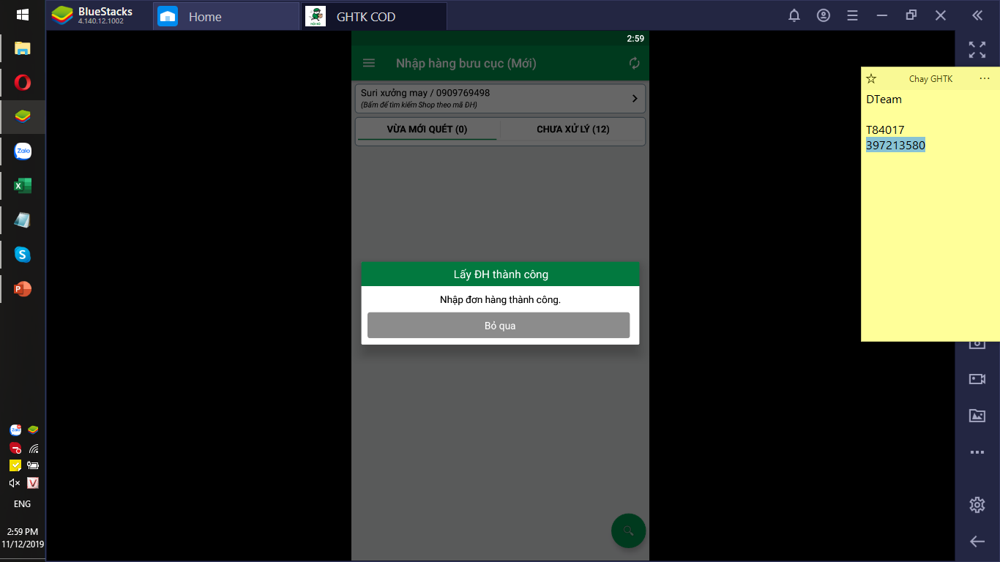 BlueStacks
4.140.12.1002
Home
GHTK COD
2:59
Nhập hàng bưu cục (Mới)
Suri xưởng may / 0909769498
(Bấm để tìm kiếm Shop theo mã ĐH)
VỪA MỚI QUÉT (0)
CHƯA XỬ LÝ (12)
Lấy ĐH thành công
Nhập đơn hàng thành công.
Bỏ qua
Chay GHTK
DTeam
T84017
397213580
Zalo
ENG
2:59 PM
11/12/2019